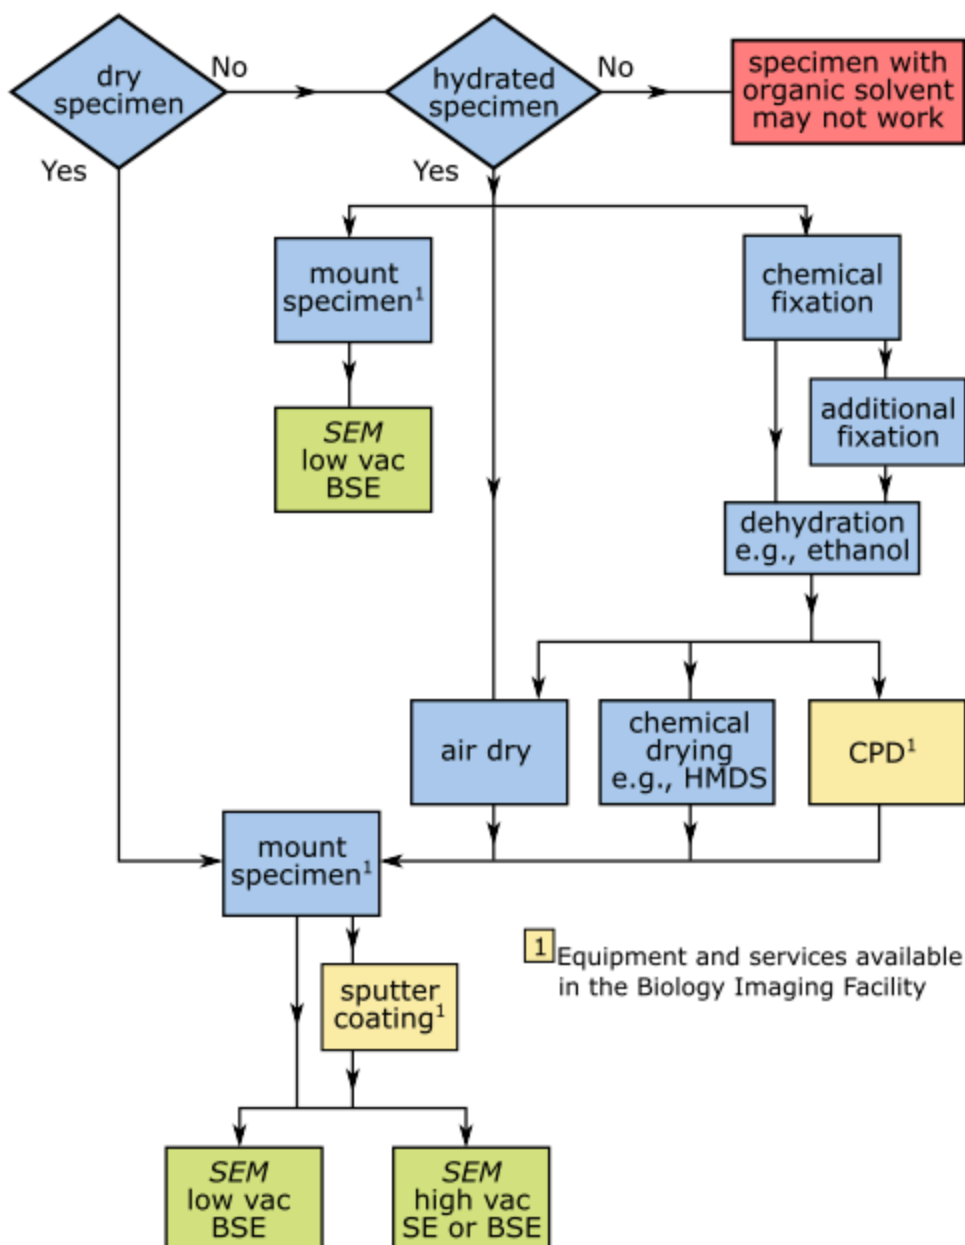 dry
specimen
No
hydrated
specimen
No
specimen with
organic solvent
may not work
Yes
Yes
mount
specimen¹
chemical
fixation
SEM
low vac
BSE
additional
fixation
dehydration
e.g., ethanol
air dry
chemical
drying
e.g., HMDS
CPD¹
mount
specimen¹
1 Equipment and services available
in the Biology Imaging Facility
sputter
coating¹
SEM
low vac
BSE
SEM
high vac
SE or BSE